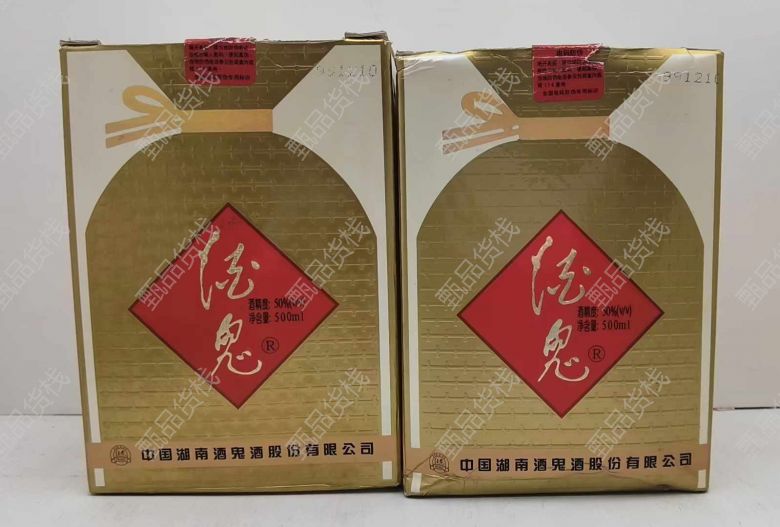 991210
酒鬼
酒精度: 50%(V/V)
净含量: 500ml
®
中国湖南酒鬼酒股份有限公司
991210
酒鬼
酒精度: 50%(V/V)
净含量: 500ml
®
中国湖南酒鬼酒股份有限公司
甄品货栈